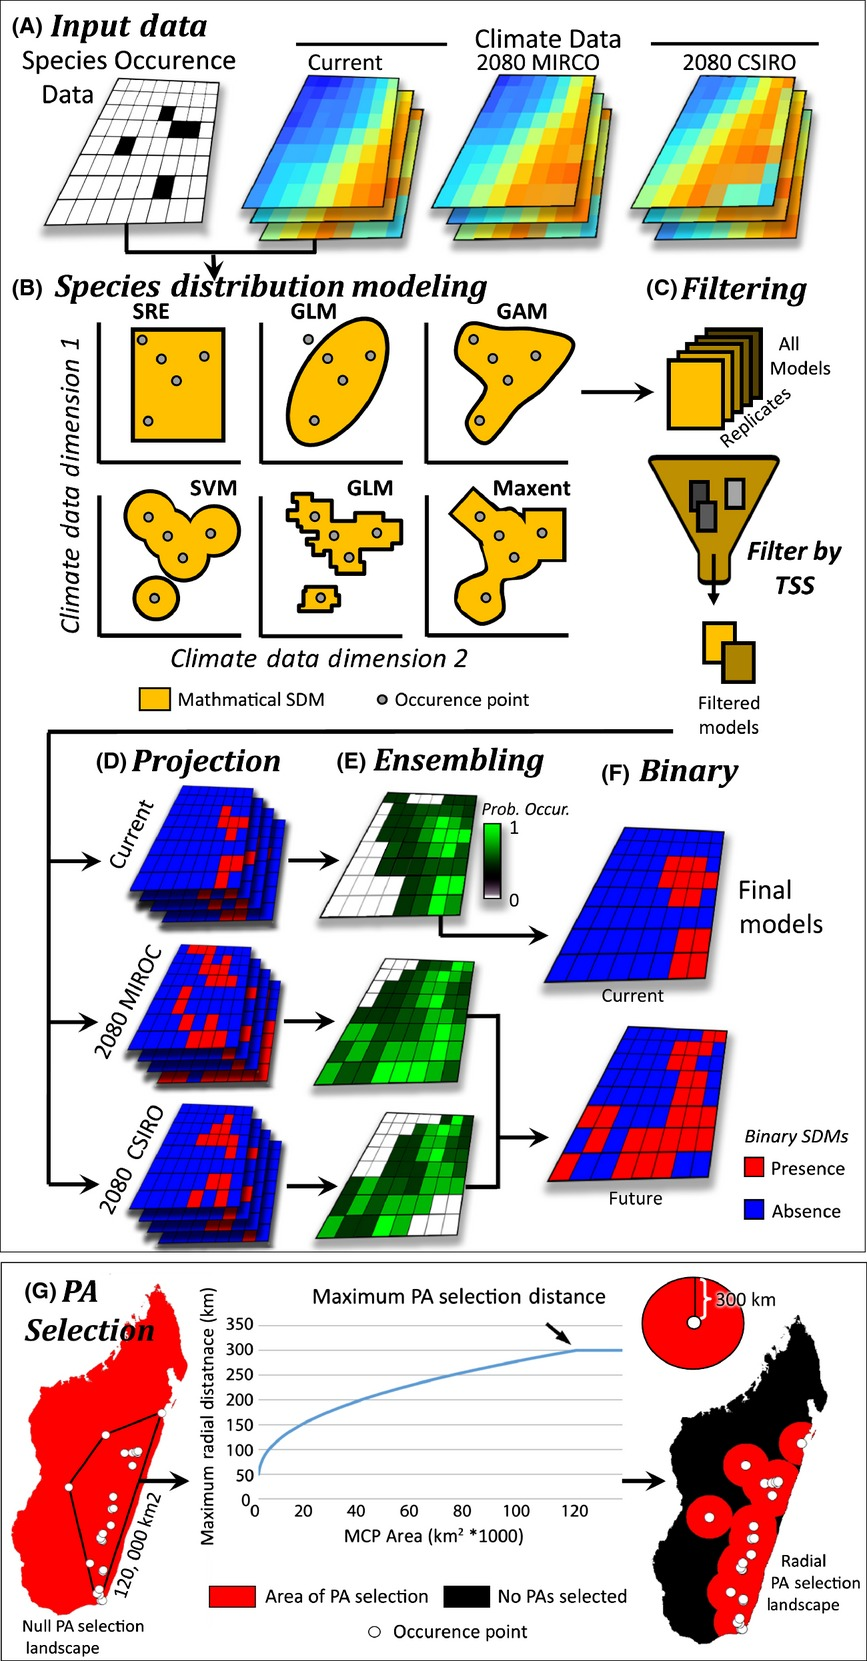 (A) Input data
Species Occurence
Data
Climate Data
Current
2080 MIRCO
2080 CSIRO
(B) Species distribution modeling
(C) Filtering
SRE
GLM
GAM
SVM
GLM
Maxent
Climate data dimension 1
Climate data dimension 2
Mathmatical SDM
Occurence point
All
Models
Replicates
Filter by
TSS
Filtered
models
(D) Projection
(E) Ensembling
(F) Binary
Current
2080 MIROC
2080 CSIRO
Prob. Occur.
1
0
Final
models
Current
Future
Binary SDMs
Presence
Absence
(G) PA
Selection
120, 000 km2
Null PA selection
landscape
Maximum PA selection distance
Maximum radial distatnace (km)
350
300
250
200
150
100
50
0
0 20 40 60 80 100 120
MCP Area (km² *1000)
300 km
Radial
PA selection
landscape
Area of PA selection
No PAs selected
Occurence point